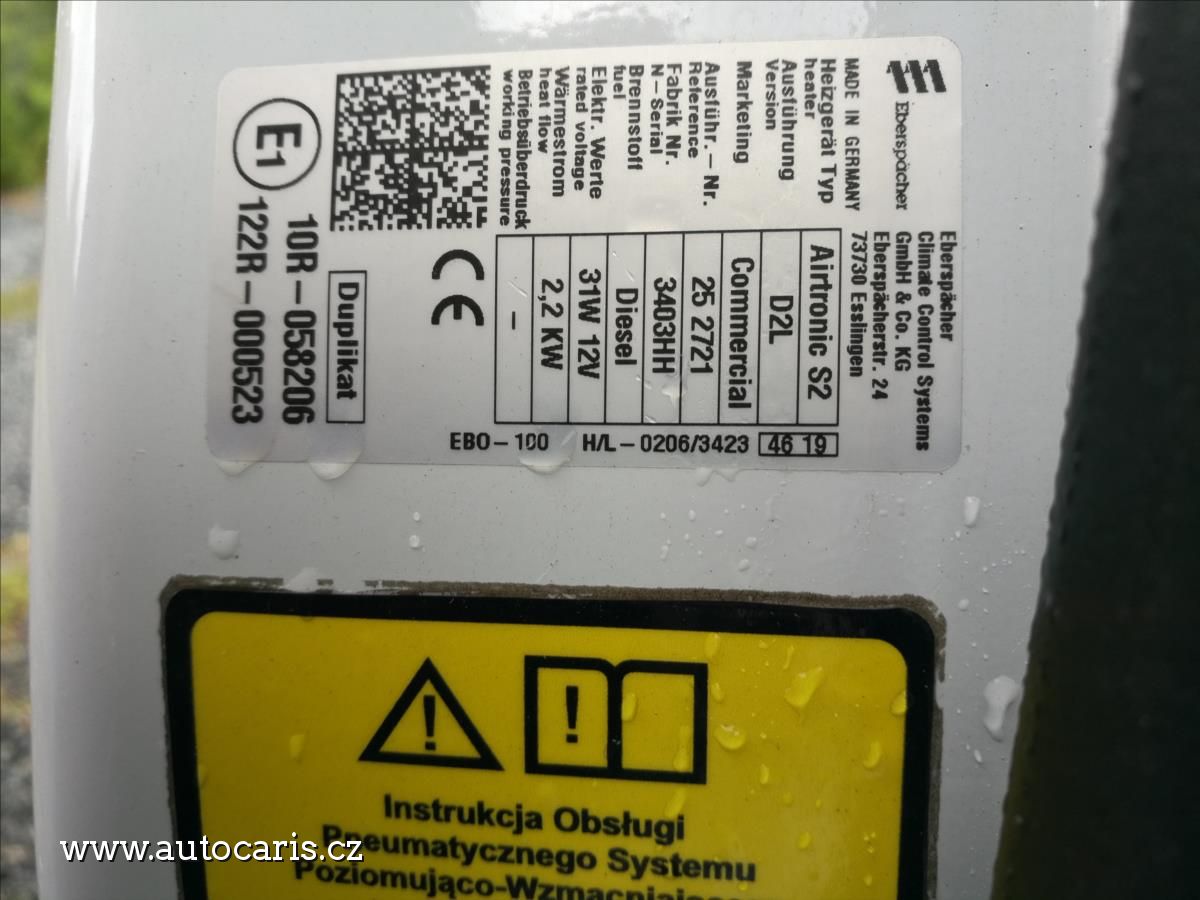 Eberspächer
Eberspächer
Climate Control Systems
GmbH & Co. KG
Eberspächerstr. 24
73730 Esslingen
MADE IN GERMANY
Heizgerät Typ
heater
Airtronic S2
Ausführung
Version
D2L
Marketing
Commercial
Ausführ.-Nr.
Reference
25 2721
Fabrik Nr.
N-Serial
3403HH
Brennstoff
fuel
Diesel
Elektr. Werte
rated voltage
31W 12V
Wärmestrom
heat flow
2,2 KW
Betriebsüberdruck
working pressure
-
EBO-100 H/L-0206/3423 46 19
CE
Duplikat
E1
10R-058206
122R-000523
!
!
Instrukcja Obsługi
Pneumatycznego Systemu
Poziomująco-Wzmacniające
www.autocaris.cz